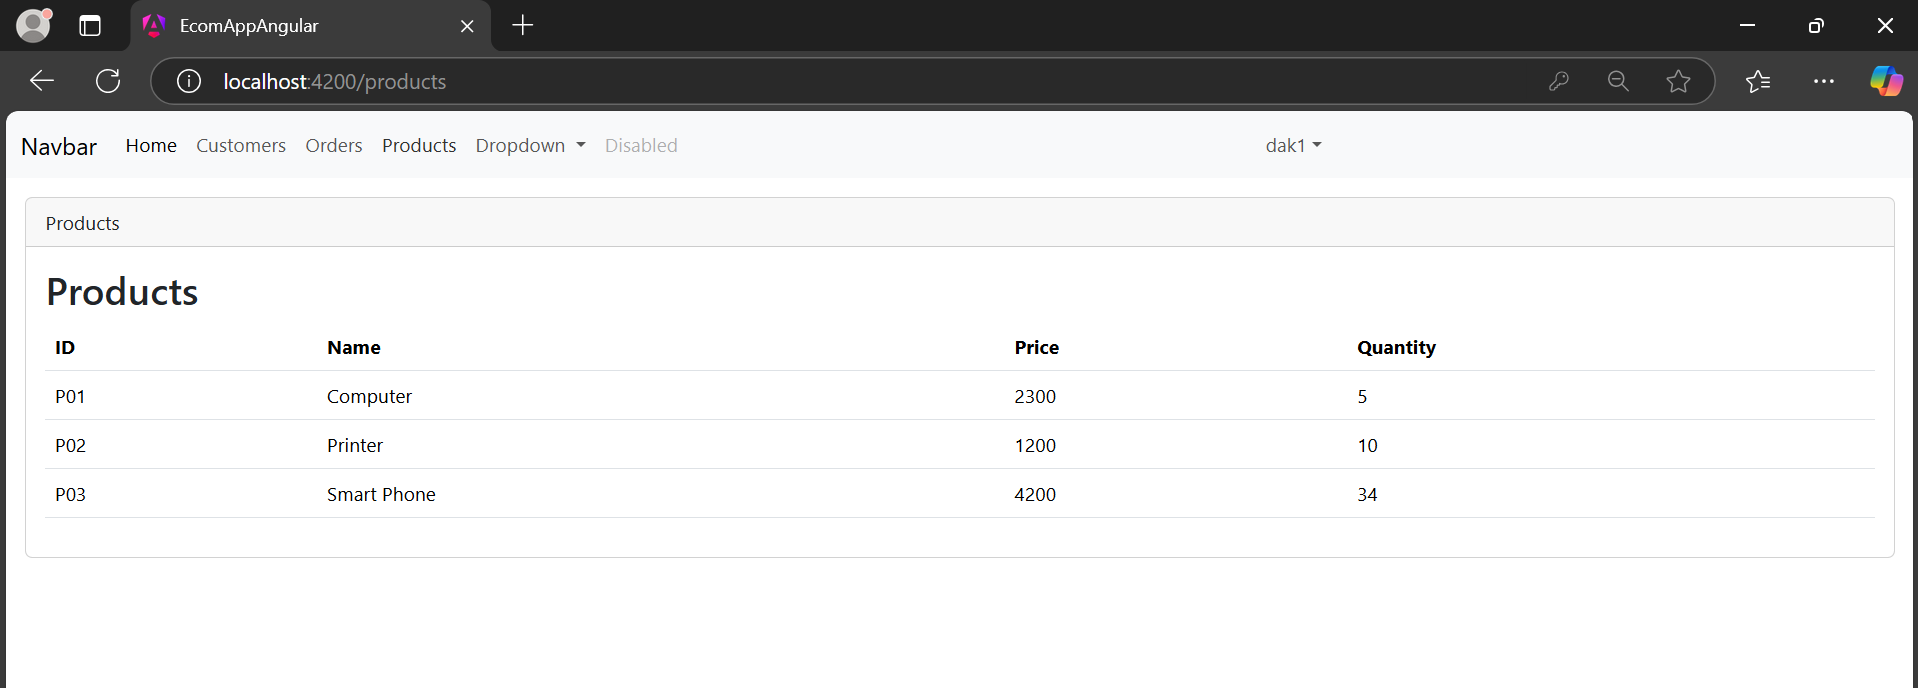 EcomAppAngular
localhost:4200/products
Navbar Home Customers Orders Products Dropdown Disabled dak1
Products
Products
ID Name Price Quantity
P01 Computer 2300 5
P02 Printer 1200 10
P03 Smart Phone 4200 34